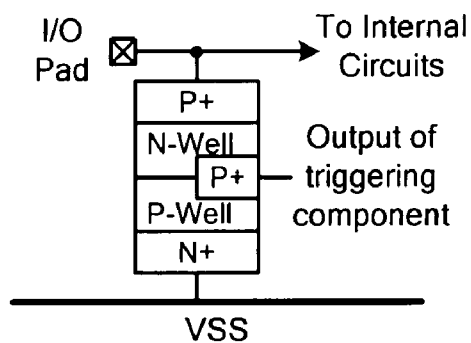 I/O
Pad
To Internal
Circuits
P+
N-Well
P+
Output of
triggering
component
P-Well
N+
VSS